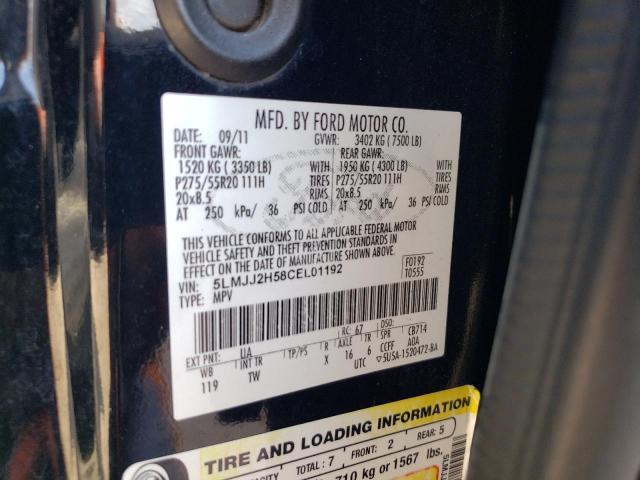 MFD. BY FORD MOTOR CO.
DATE: 09/11 GVWR: 3402 KG ( 7500 LB)
FRONT GAWR: REAR GAWR:
1520 KG ( 3350 LB) WITH 1950 KG ( 4300 LB) WITH
P275/55R20 111H TIRES P275/55R20 111H TIRES
20x8.5 RIMS 20x8.5 RIMS
AT 250 kPa/ 36 PSI COLD AT 250 kPa/ 36 PSI COLD
THIS VEHICLE CONFORMS TO ALL APPLICABLE FEDERAL MOTOR
VEHICLE SAFETY AND THEFT PREVENTION STANDARDS IN
EFFECT ON THE DATE OF MANUFACTURE SHOWN ABOVE.
VIN: 5LMJJ2H58CEL01192 F0192
TYPE: MPV T0555
EXT PNT: UA RC: 67 DSO:
WB INT TR TP/PS R AXLE TR SPR CB714
119 TW X 16 6 CCFF AOA
UTC 5USA-1520472-BA
TIRE AND LOADING INFORMATION
TOTAL: 7 FRONT: 2 REAR: 5
710 kg or 1567 lbs.